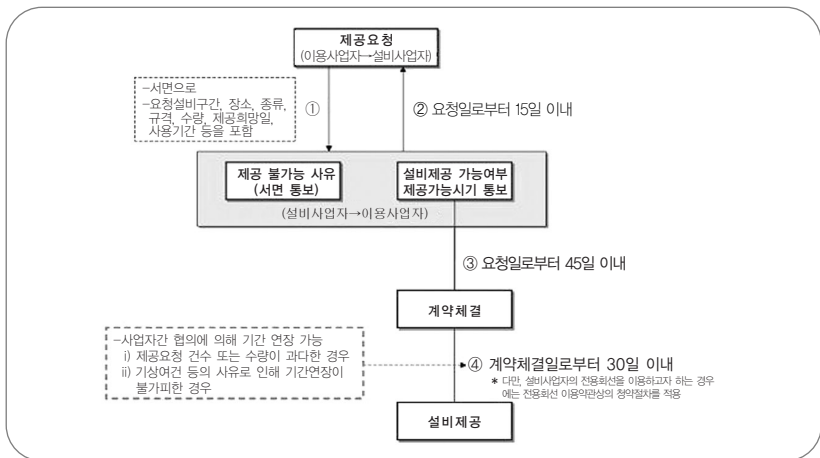 제공요청
(이용사업자→설비사업자)
–서면으로
–요청설비구간, 장소, 종류,
규격, 수량, 제공희망일,
사용기간 등을 포함
①
② 요청일로부터 15일 이내
제공 불가능 사유
(서면 통보)
설비제공 가능여부
제공가능시기 통보
(설비사업자→이용사업자)
③ 요청일로부터 45일 이내
계약체결
–사업자간 협의에 의해 기간 연장 가능
i) 제공요청 건수 또는 수량이 과다한 경우
ii) 기상여건 등의 사유로 인해 기간연장이
불가피한 경우
④ 계약체결일로부터 30일 이내
* 다만, 설비사업자의 전용회선을 이용하고자 하는 경우
에는 전용회선 이용약관상의 청약절차를 적용
설비제공